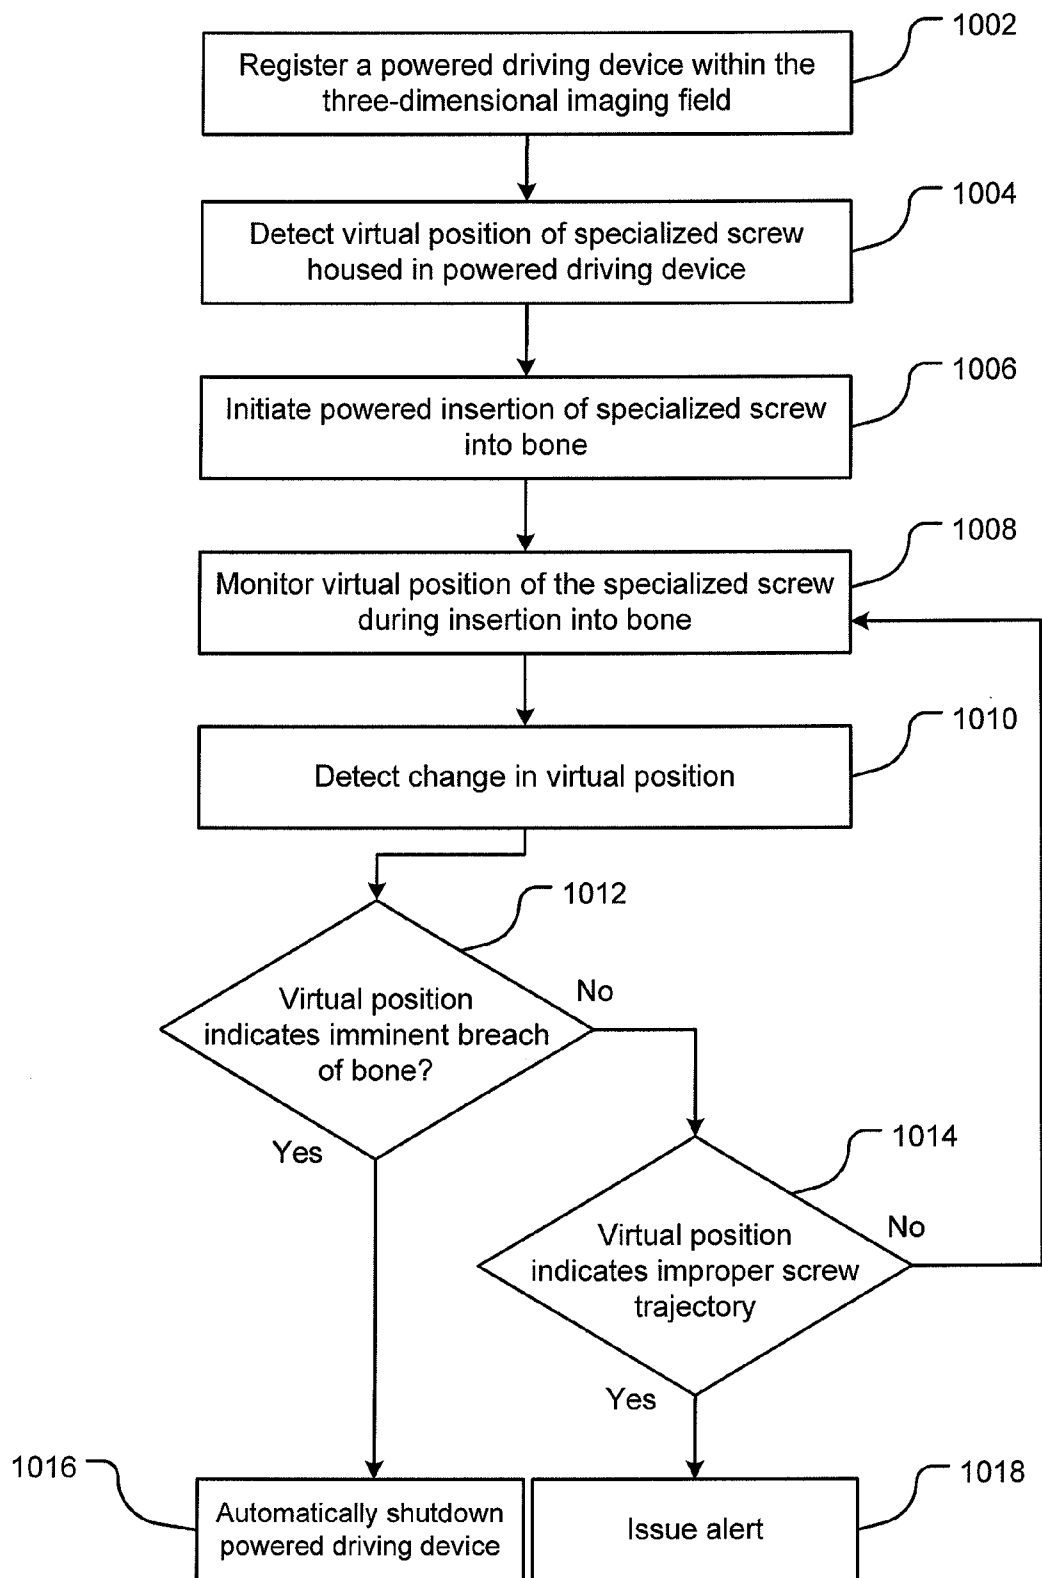 1002
Register a powered driving device within the
three-dimensional imaging field
1004
Detect virtual position of specialized screw
housed in powered driving device
1006
Initiate powered insertion of specialized screw
into bone
1008
Monitor virtual position of the specialized screw
during insertion into bone
1010
Detect change in virtual position
1012
Virtual position
indicates imminent breach
of bone?
No
Yes
1014
Virtual position
indicates improper screw
trajectory
No
Yes
1016
Automatically shutdown
powered driving device
1018
Issue alert